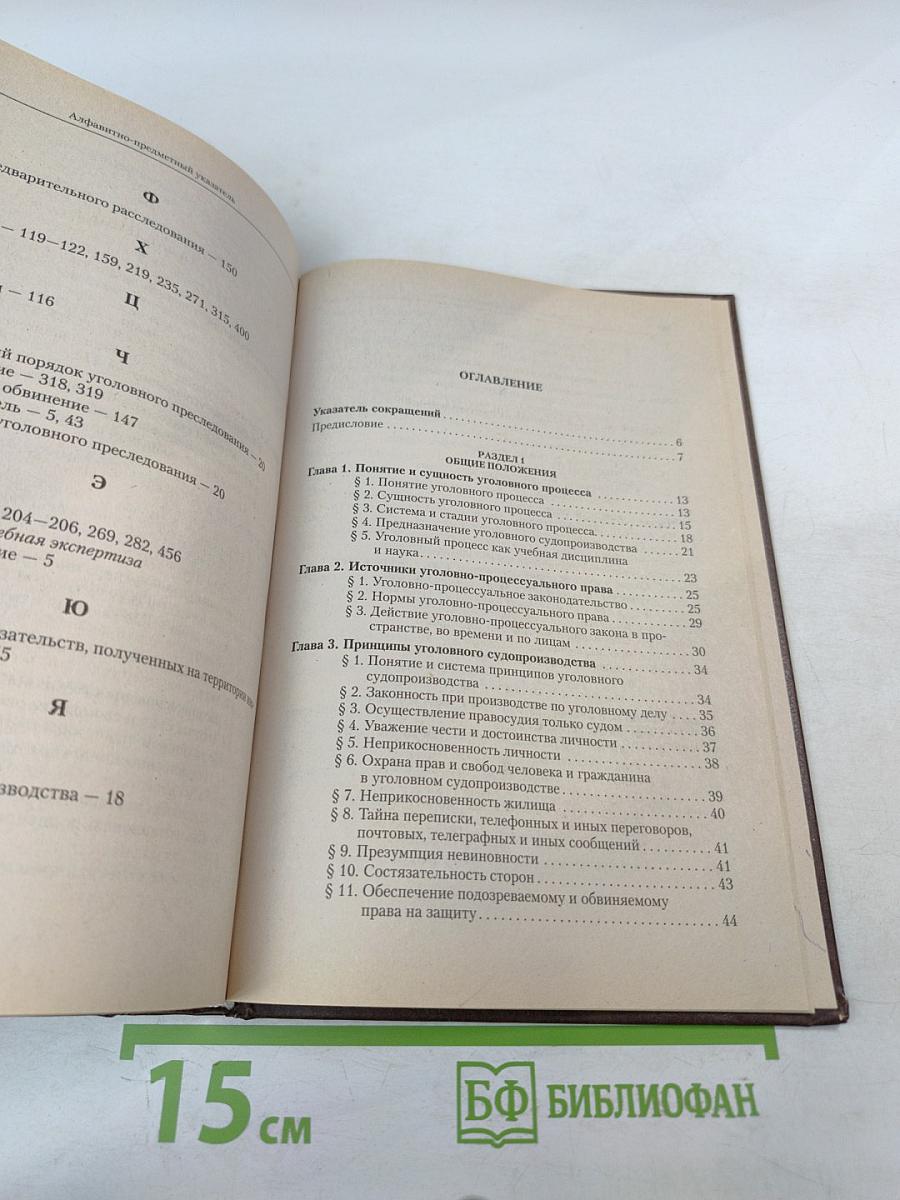 Алфавитно-предметный указатель
Ф
едварительного расследования — 150
Х
— 119—122, 159, 219, 235, 271, 315, 400
Ц
— 116
Ч
й порядок уголовного преследования — 20
ие — 318, 319
обвинение — 147
ль — 5, 43
уголовного преследования — 20
Э
204—206, 269, 282, 456
ебная экспертиза
ие — 5
Ю
зательств, полученных на территории
5
Я
зводства — 18
ОГЛАВЛЕНИЕ
Указатель сокращений . . . . . . . . . . 6
Предисловие . . . . . . . . . . 7
РАЗДЕЛ 1
ОБЩИЕ ПОЛОЖЕНИЯ
Глава 1. Понятие и сущность уголовного процесса . . . . . . . . . . 13
§ 1. Понятие уголовного процесса . . . . . . . . . . 13
§ 2. Сущность уголовного процесса . . . . . . . . . . 15
§ 3. Система и стадии уголовного процесса. . . . . . . . . . 18
§ 4. Предназначение уголовного судопроизводства . . . . . . 21
§ 5. Уголовный процесс как учебная дисциплина
и наука. . . . . . . . . . 23
Глава 2. Источники уголовно-процессуального права . . . . . . . . . . 25
§ 1. Уголовно-процессуальное законодательство . . . . . . . . . . 25
§ 2. Нормы уголовно-процессуального права . . . . . . . . . . 29
§ 3. Действие уголовно-процессуального закона в про-
странстве, во времени и по лицам . . . . . . . . . . 30
Глава 3. Принципы уголовного судопроизводства . . . . . . . . . . 34
§ 1. Понятие и система принципов уголовного
судопроизводства . . . . . . . . . . 34
§ 2. Законность при производстве по уголовному делу . . . . 35
§ 3. Осуществление правосудия только судом . . . . . . . . . . 36
§ 4. Уважение чести и достоинства личности . . . . . . . . . . 37
§ 5. Неприкосновенность личности . . . . . . . . . . 38
§ 6. Охрана прав и свобод человека и гражданина
в уголовном судопроизводстве . . . . . . . . . . 39
§ 7. Неприкосновенность жилища . . . . . . . . . . 40
§ 8. Тайна переписки, телефонных и иных переговоров,
почтовых, телеграфных и иных сообщений . . . . . . . . . . 41
§ 9. Презумпция невиновности . . . . . . . . . . 41
§ 10. Состязательность сторон . . . . . . . . . . 43
§ 11. Обеспечение подозреваемому и обвиняемому
права на защиту. . . . . . . . . . 44
15 см
БФ БИБЛИОФАН